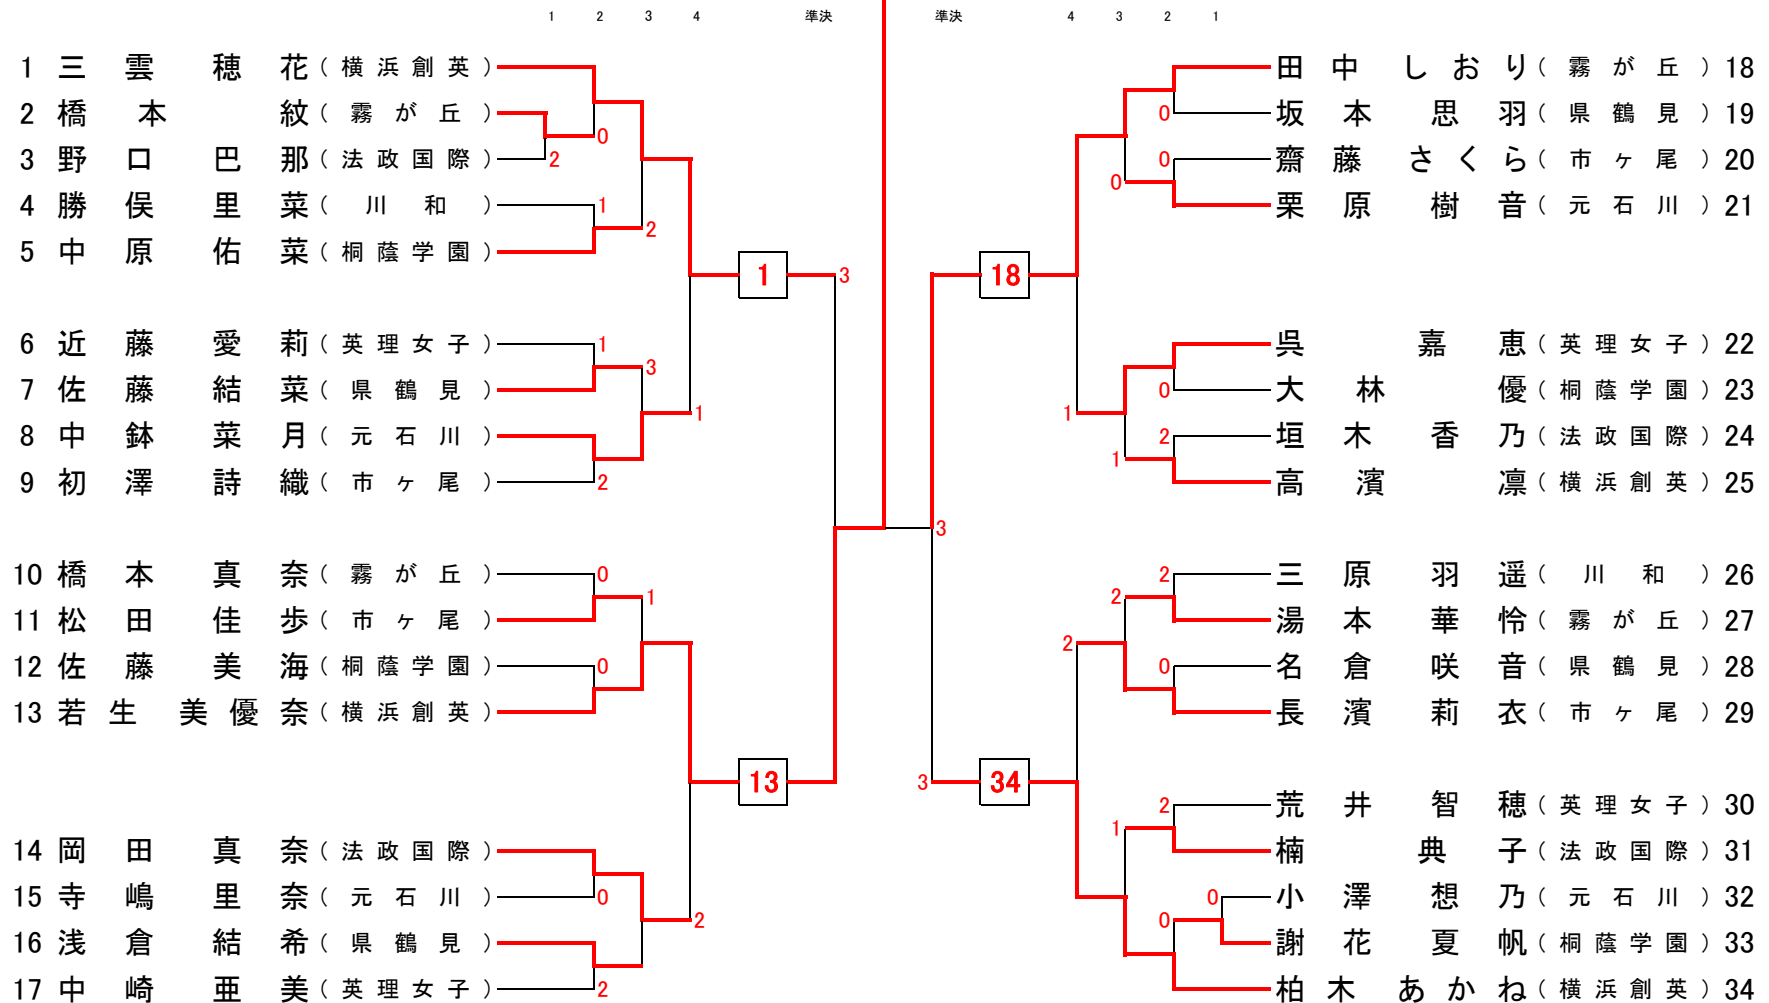 1 2 3 4 準決 準決 4 3 2 1
1 三雲穂花(横浜創英)
2 橋本紋(霧が丘)
0
3 野口巴那(法政国際)
2
4 勝俣里菜(川和)
1
2
5 中原佑菜(桐蔭学園)
1
3
6 近藤愛莉(英理女子)
1
3
7 佐藤結菜(県鶴見)
8 中鉢菜月(元石川)
1
9 初澤詩織(市ヶ尾)
2
10 橋本真奈(霧が丘)
0
1
11 松田佳歩(市ヶ尾)
12 佐藤美海(桐蔭学園)
0
13 若生美優奈(横浜創英)
13
14 岡田真奈(法政国際)
15 寺嶋里奈(元石川)
0
2
16 浅倉結希(県鶴見)
17 中崎亜美(英理女子)
2
田中しおり(霧が丘) 18
0
坂本思羽(県鶴見) 19
0
齋藤さくら(市ヶ尾) 20
0
栗原樹音(元石川) 21
18
呉嘉恵(英理女子) 22
0
大林優(桐蔭学園) 23
1
2
垣木香乃(法政国際) 24
1
高濱凛(横浜創英) 25
3
2
三原羽遥(川和) 26
2
湯本華怜(霧が丘) 27
2
0
名倉咲音(県鶴見) 28
長濱莉衣(市ヶ尾) 29
3
34
2
荒井智穂(英理女子) 30
1
楠典子(法政国際) 31
0
小澤想乃(元石川) 32
0
謝花夏帆(桐蔭学園) 33
柏木あかね(横浜創英) 34